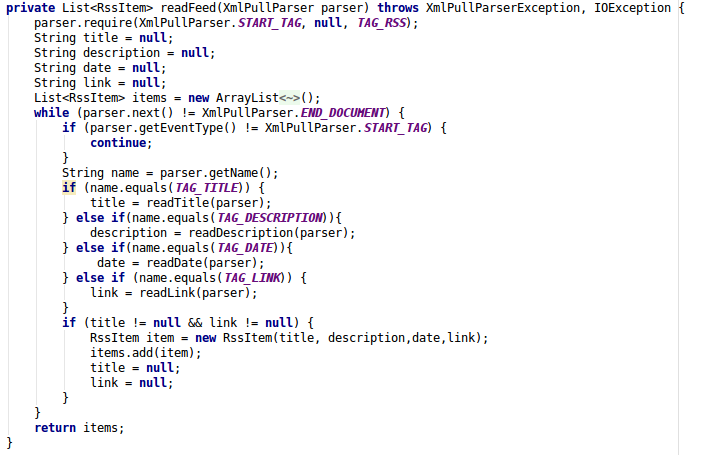 private List<RssItem> readFeed(XmlPullParser parser) throws XmlPullParserException, IOException {
    parser.require(XmlPullParser.START_TAG, null, TAG_RSS);
    String title = null;
    String description = null;
    String date = null;
    String link = null;
    List<RssItem> items = new ArrayList<~>();
    while (parser.next() != XmlPullParser.END_DOCUMENT) {
        if (parser.getEventType() != XmlPullParser.START_TAG) {
            continue;
        }
        String name = parser.getName();
        if (name.equals(TAG_TITLE)) {
            title = readTitle(parser);
        } else if(name.equals(TAG_DESCRIPTION)){
            description = readDescription(parser);
        } else if(name.equals(TAG_DATE)){
             date = readDate(parser);
        } else if (name.equals(TAG_LINK)) {
            link = readLink(parser);
        }
        if (title != null && link != null) {
            RssItem item = new RssItem(title, description,date,link);
            items.add(item);
            title = null;
            link = null;
        }
    }
    return items;
}